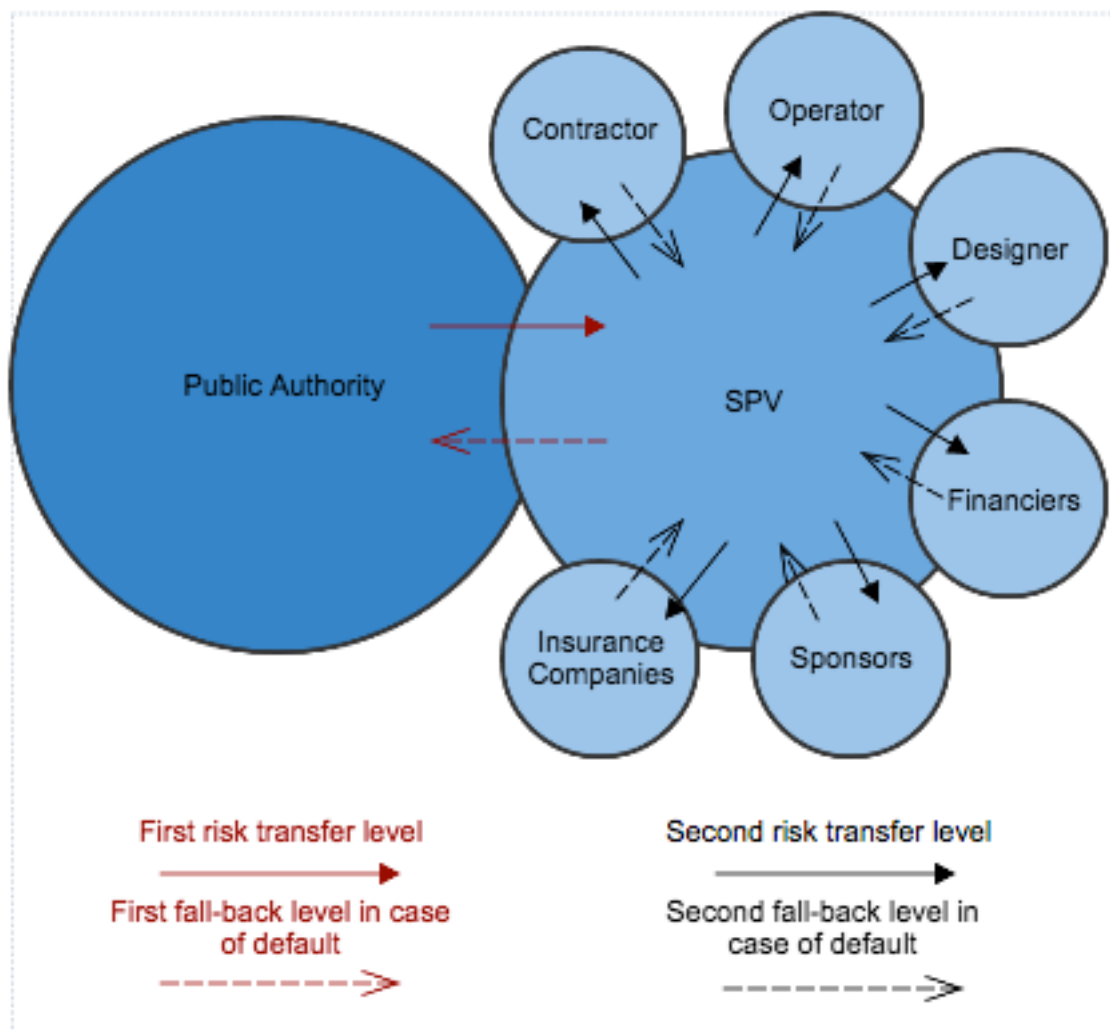 Contractor
Operator
Designer
Public Authority
SPV
Financiers
Insurance
Companies
Sponsors
First risk transfer level
First fall-back level in case
of default
Second risk transfer level
Second fall-back level in
case of default